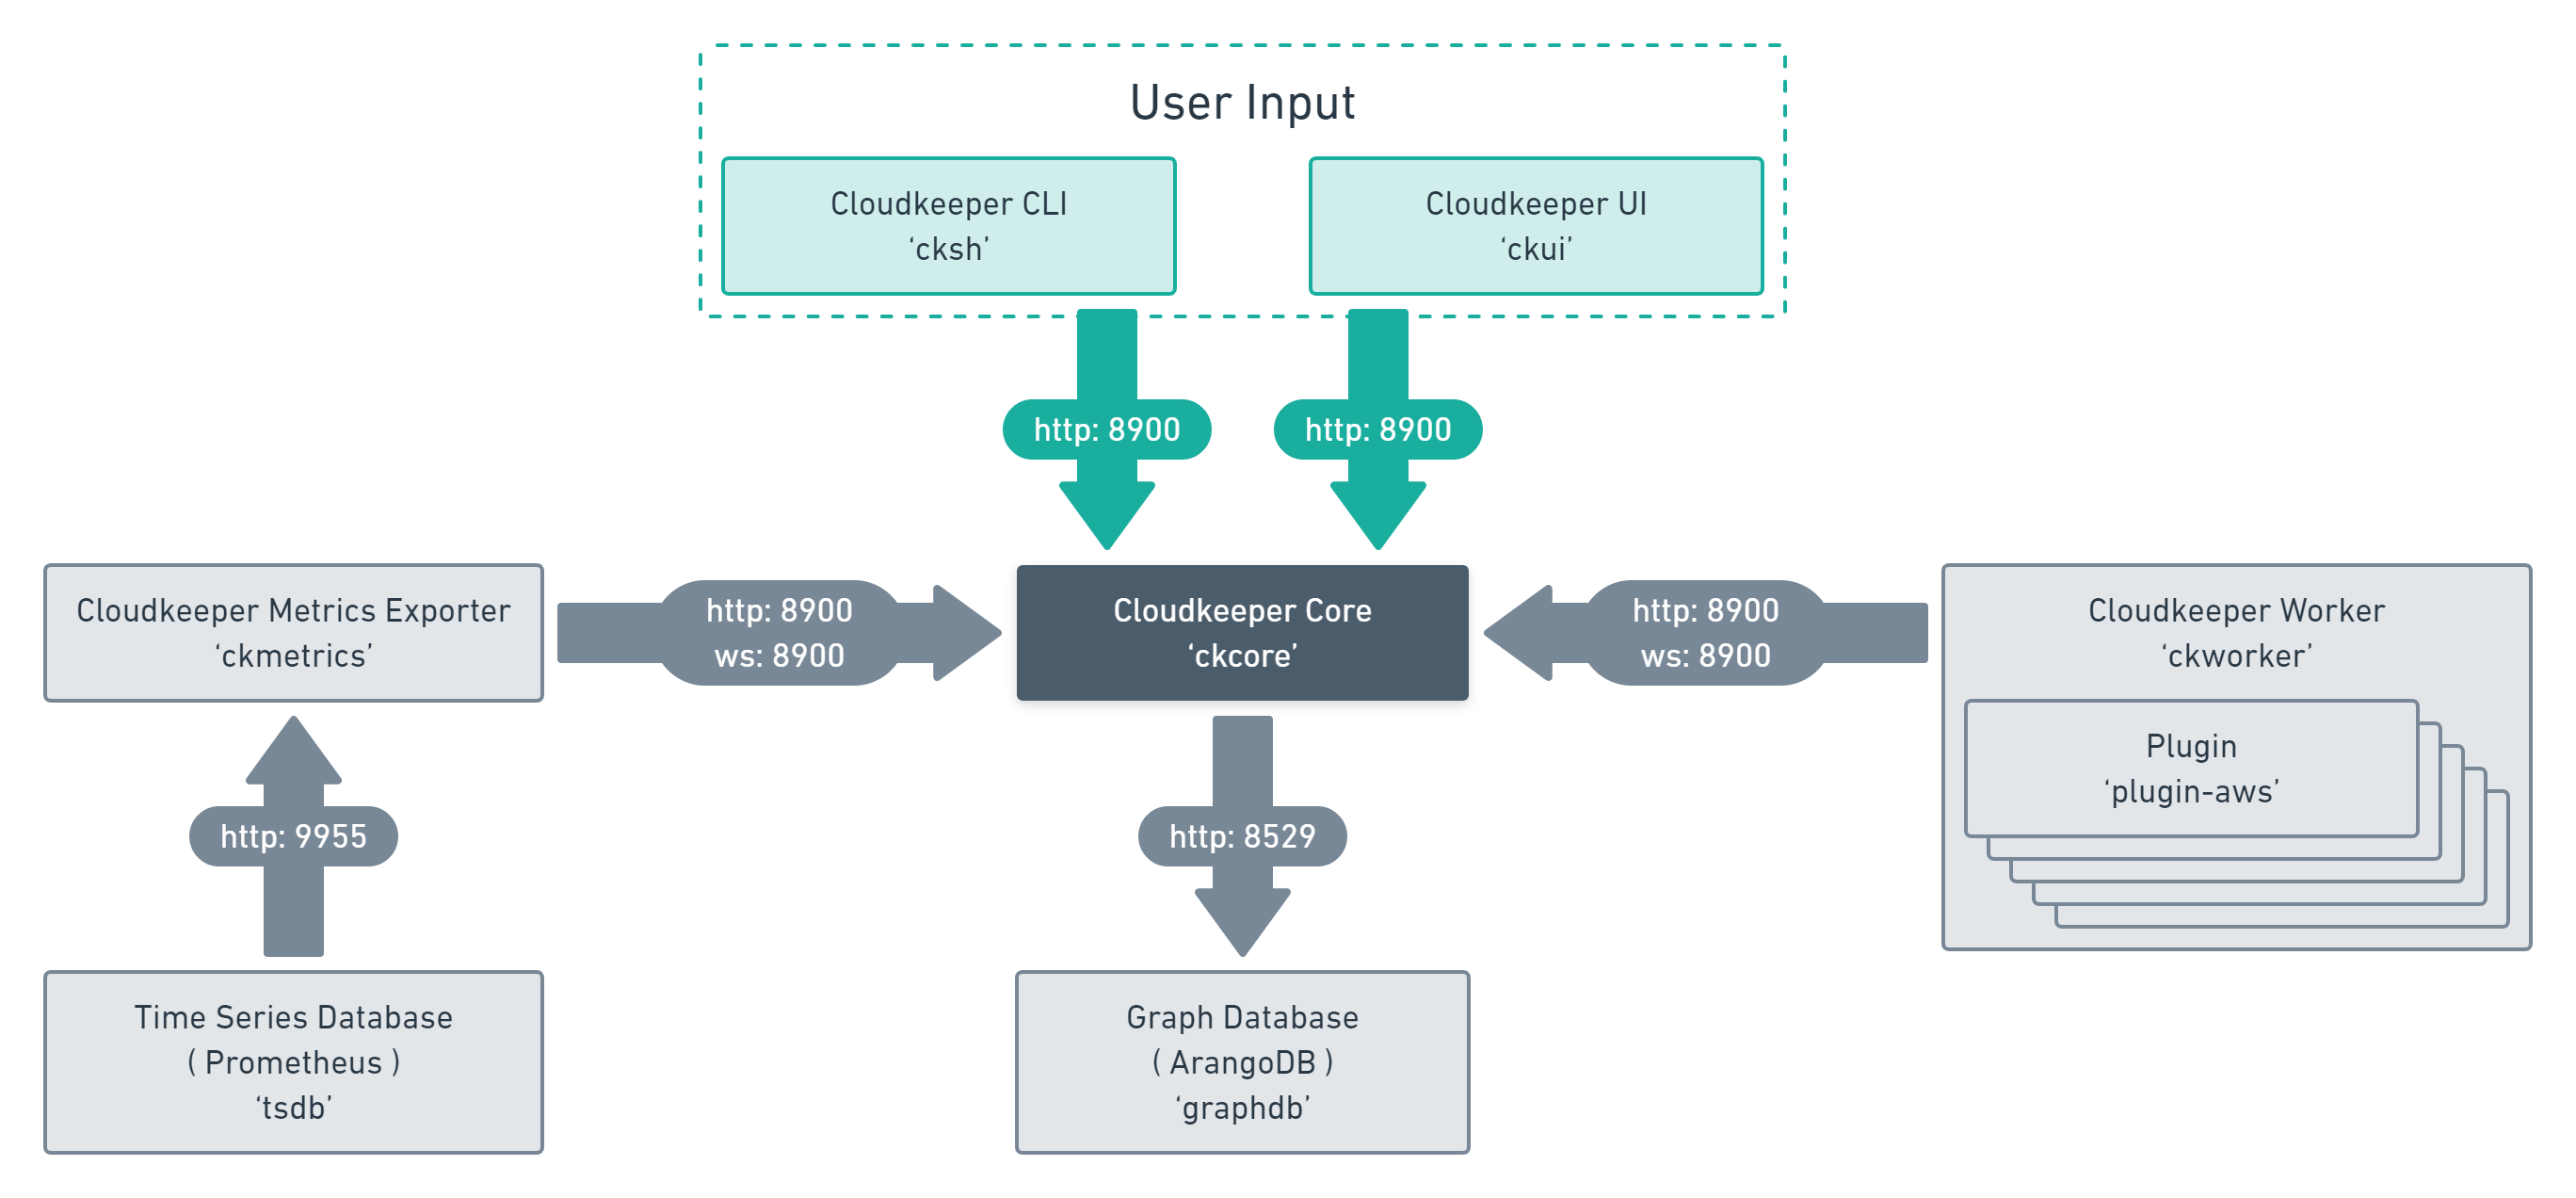 User Input
Cloudkeeper CLI
‘cksh’
Cloudkeeper UI
‘ckui’
http: 8900
http: 8900
Cloudkeeper Metrics Exporter
‘ckmetrics’
http: 8900
ws: 8900
Cloudkeeper Core
‘ckcore’
http: 8900
ws: 8900
Cloudkeeper Worker
‘ckworker’
Plugin
‘plugin-aws’
http: 9955
http: 8529
Time Series Database
( Prometheus )
‘tsdb’
Graph Database
( ArangoDB )
‘graphdb’